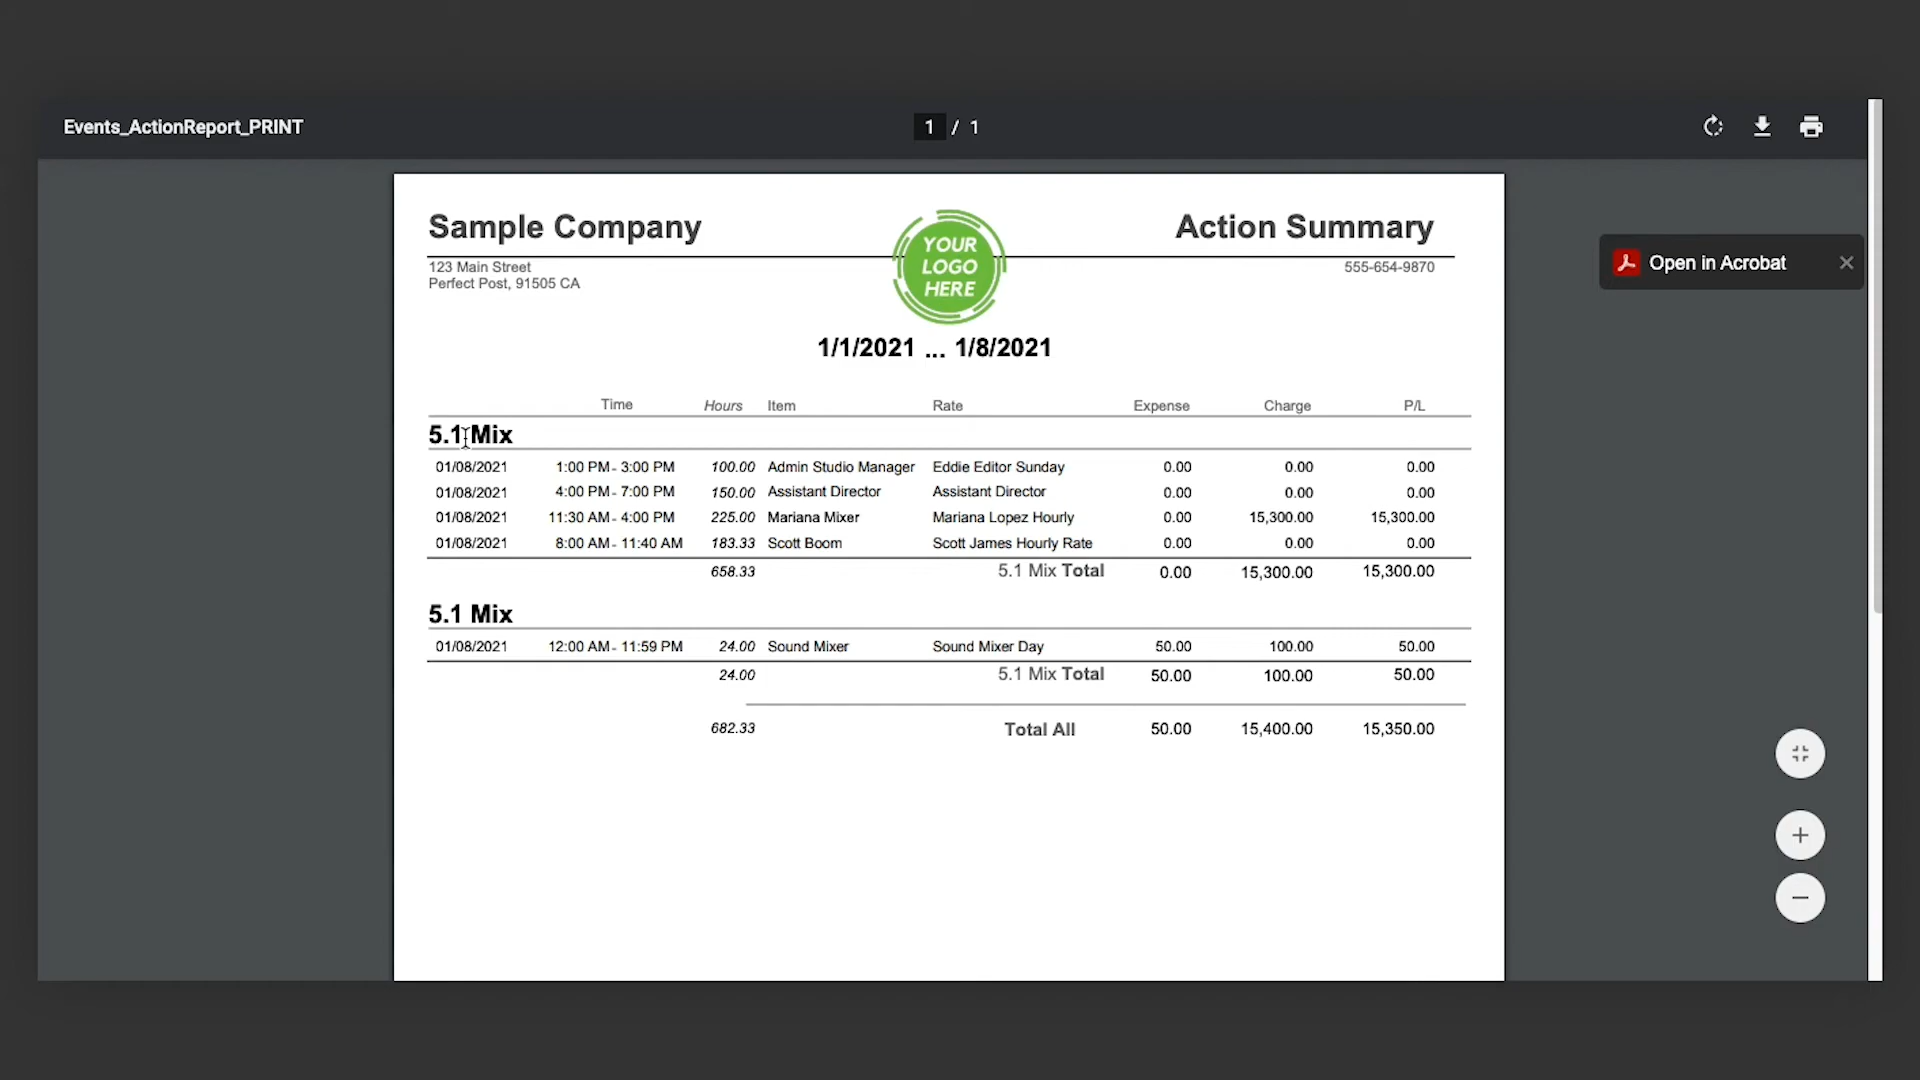 Events_ActionReport_PRINT
1 / 1
Sample Company
YOUR
LOGO
HERE
Action Summary
123 Main Street
555-654-9870
Perfect Post, 91505 CA
Open in Acrobat
1/1/2021 ... 1/8/2021
Time Hours Item Rate Expense Charge P/L
5.1 Mix
01/08/2021 1:00 PM - 3:00 PM 100.00 Admin Studio Manager Eddie Editor Sunday 0.00 0.00 0.00
01/08/2021 4:00 PM - 7:00 PM 150.00 Assistant Director Assistant Director 0.00 0.00 0.00
01/08/2021 11:30 AM - 4:00 PM 225.00 Mariana Mixer Mariana Lopez Hourly 0.00 15,300.00 15,300.00
01/08/2021 8:00 AM - 11:40 AM 183.33 Scott Boom Scott James Hourly Rate 0.00 0.00 0.00
658.33 5.1 Mix Total 0.00 15,300.00 15,300.00
5.1 Mix
01/08/2021 12:00 AM - 11:59 PM 24.00 Sound Mixer Sound Mixer Day 50.00 100.00 50.00
24.00 5.1 Mix Total 50.00 100.00 50.00
682.33 Total All 50.00 15,400.00 15,350.00